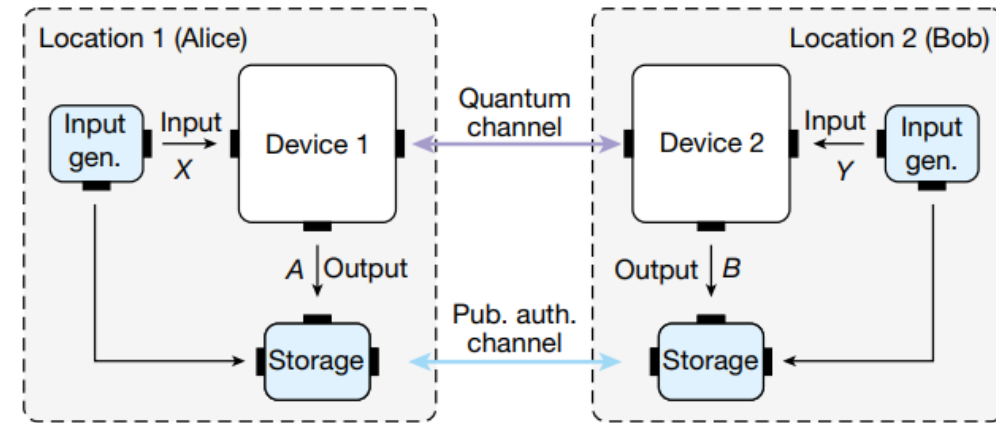 Location 1 (Alice)
Location 2 (Bob)
Input
gen.
Input
X
Device 1
Quantum
channel
Device 2
Input
Y
Input
gen.
A
Output
Output
B
Pub. auth.
channel
Storage
Storage